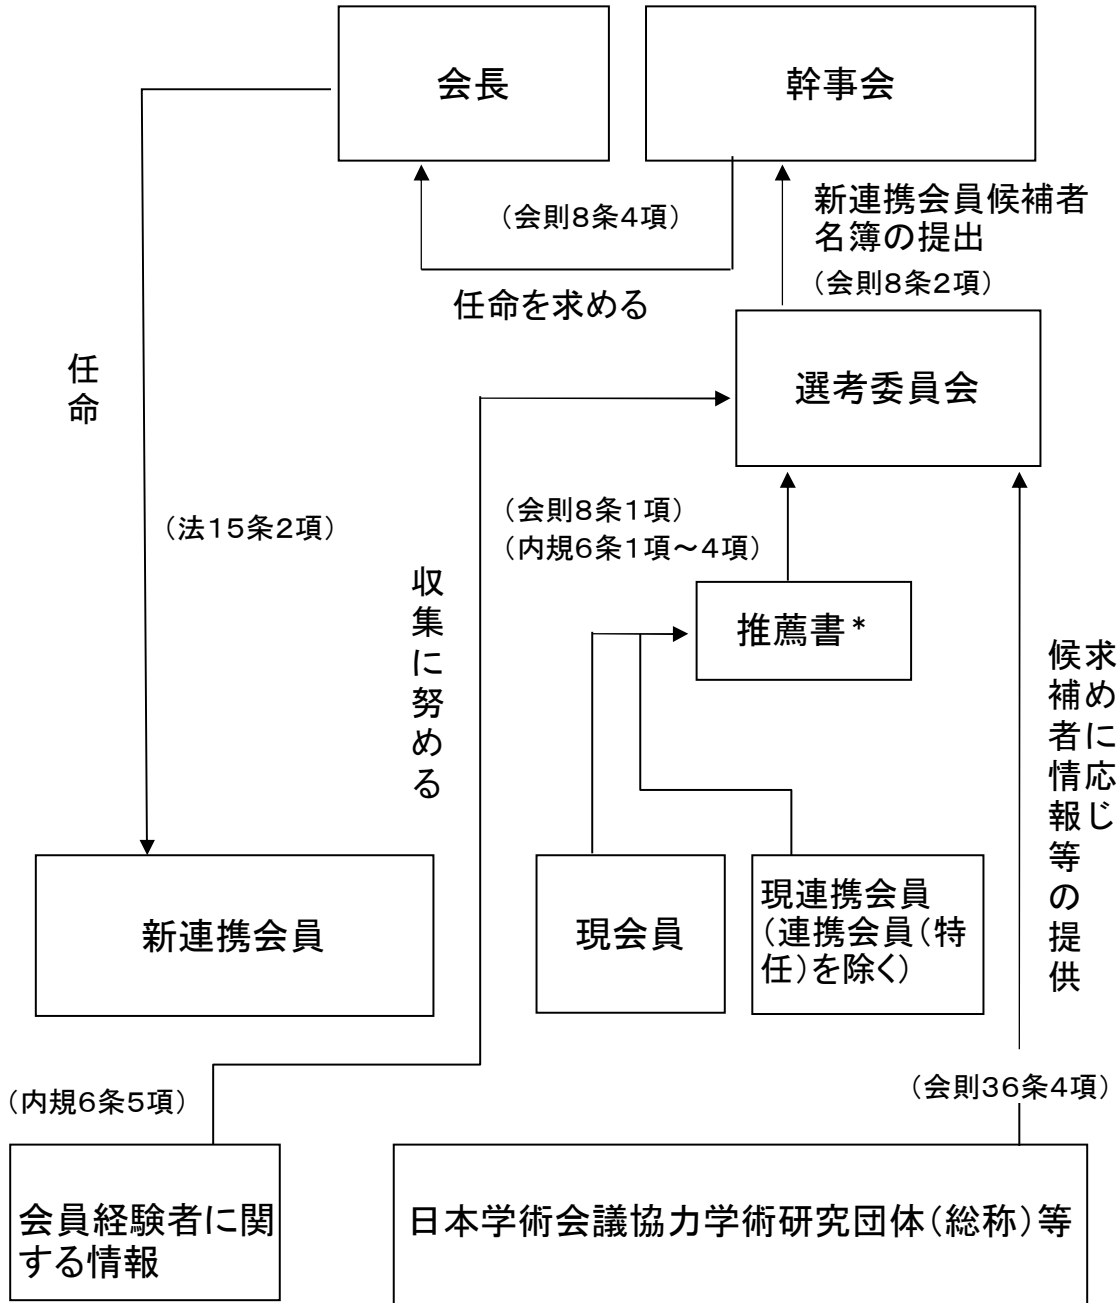 会長
幹事会
(会則8条4項)
任命を求める
新連携会員候補者
名簿の提出
(会則8条2項)
選考委員会
任命
(法15条2項)
(会則8条1項)
(内規6条1項~4項)
収集に努める
推薦書*
求めに応じ
候補者情報等の提供
新連携会員
現会員
現連携会員
(連携会員(特
任)を除く)
(内規6条5項)
(会則36条4項)
会員経験者に関
する情報
日本学術会議協力学術研究団体(総称)等